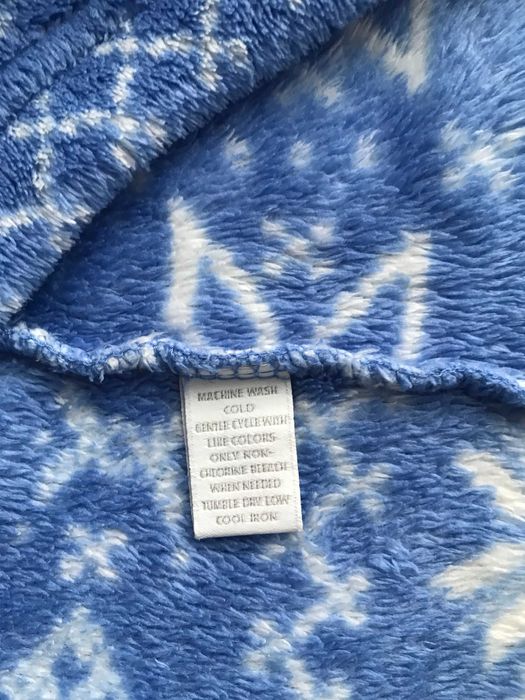 MACHINE WASH
COLD
GENTLE CYCLE WITH
LIKE COLORS
ONLY NON-
CHLORINE BLEACH
WHEN NEEDED
TUMBLE DRY LOW
COOL IRON